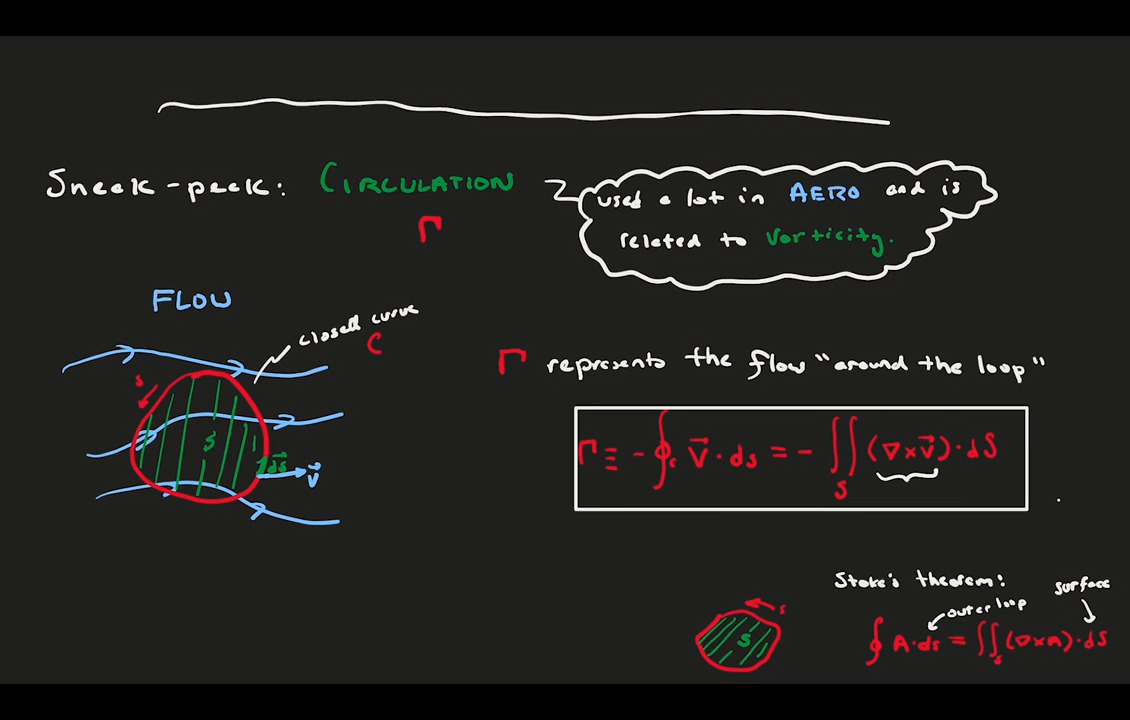 Sneak-peek: CIRCULATION
Γ
used a lot in AERO and is
related to Vorticity.
FLOW
closed curve
C
s
S
ds⃗
V⃗
Γ represents the flow "around the loop"
Γ ≡ - ∮c V⃗ · ds = - ∬S (∇×V⃗) · dS
Stoke's theorem:
outer loop
surface
∮ A·ds = ∬s (∇×A) · dS
s
S